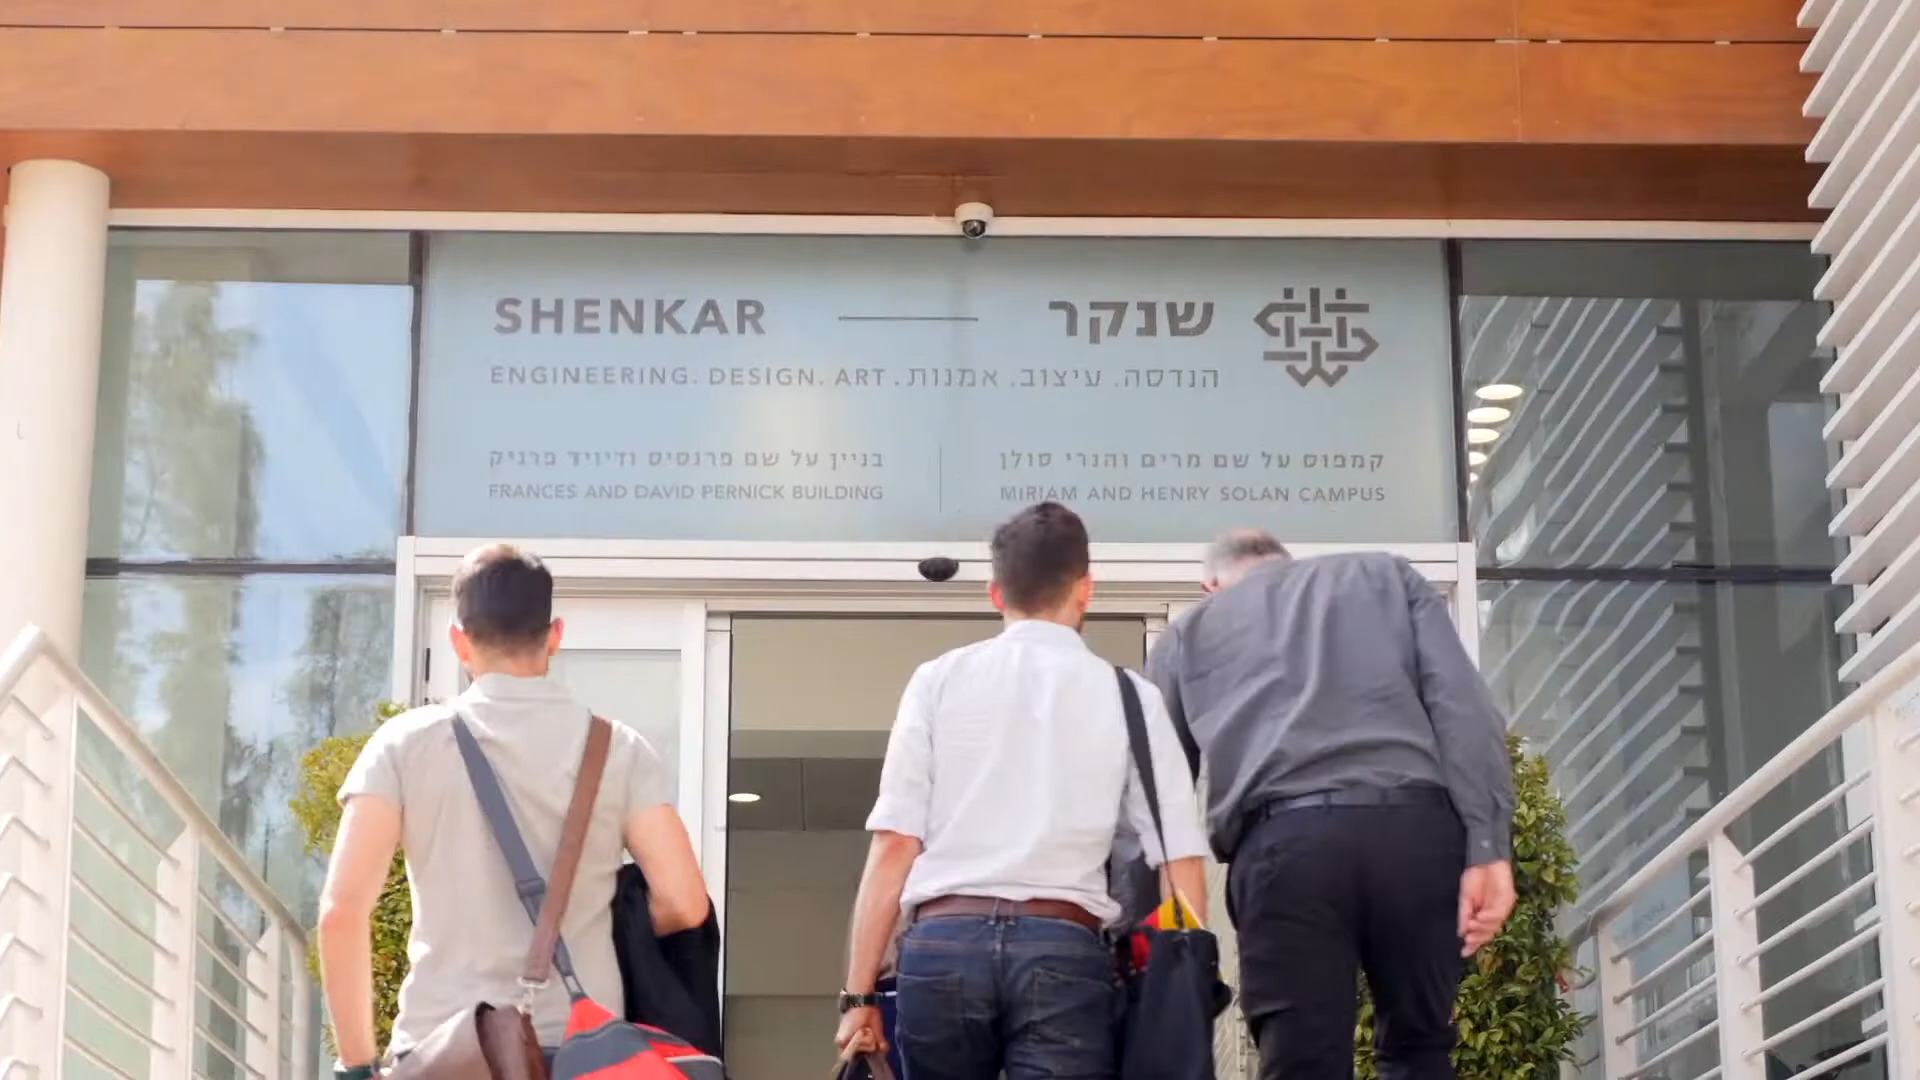 SHENKAR שנקר
ENGINEERING. DESIGN. ART . הנדסה. עיצוב. אמנות
בניין על שם פרנסיס ודיוויד פרניק
FRANCES AND DAVID PERNICK BUILDING
קמפוס על שם מרים והנרי סולן
MIRIAM AND HENRY SOLAN CAMPUS